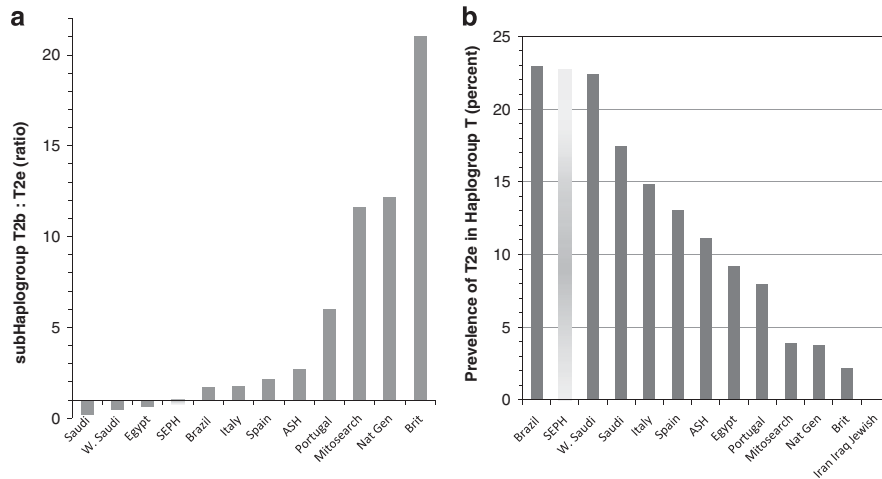 a
subHaplogroup T2b : T2e (ratio)
20
15
10
5
0
Saudi
W. Saudi
Egypt
SEPH
Brazil
Italy
Spain
ASH
Portugal
Mitosearch
Nat Gen
Brit
b
Prevelence of T2e in Haplogroup T (percent)
25
20
15
10
5
0
Brazil
SEPH
W. Saudi
Saudi
Italy
Spain
ASH
Egypt
Portugal
Mitosearch
Nat Gen
Brit
Iran Iraq Jewish